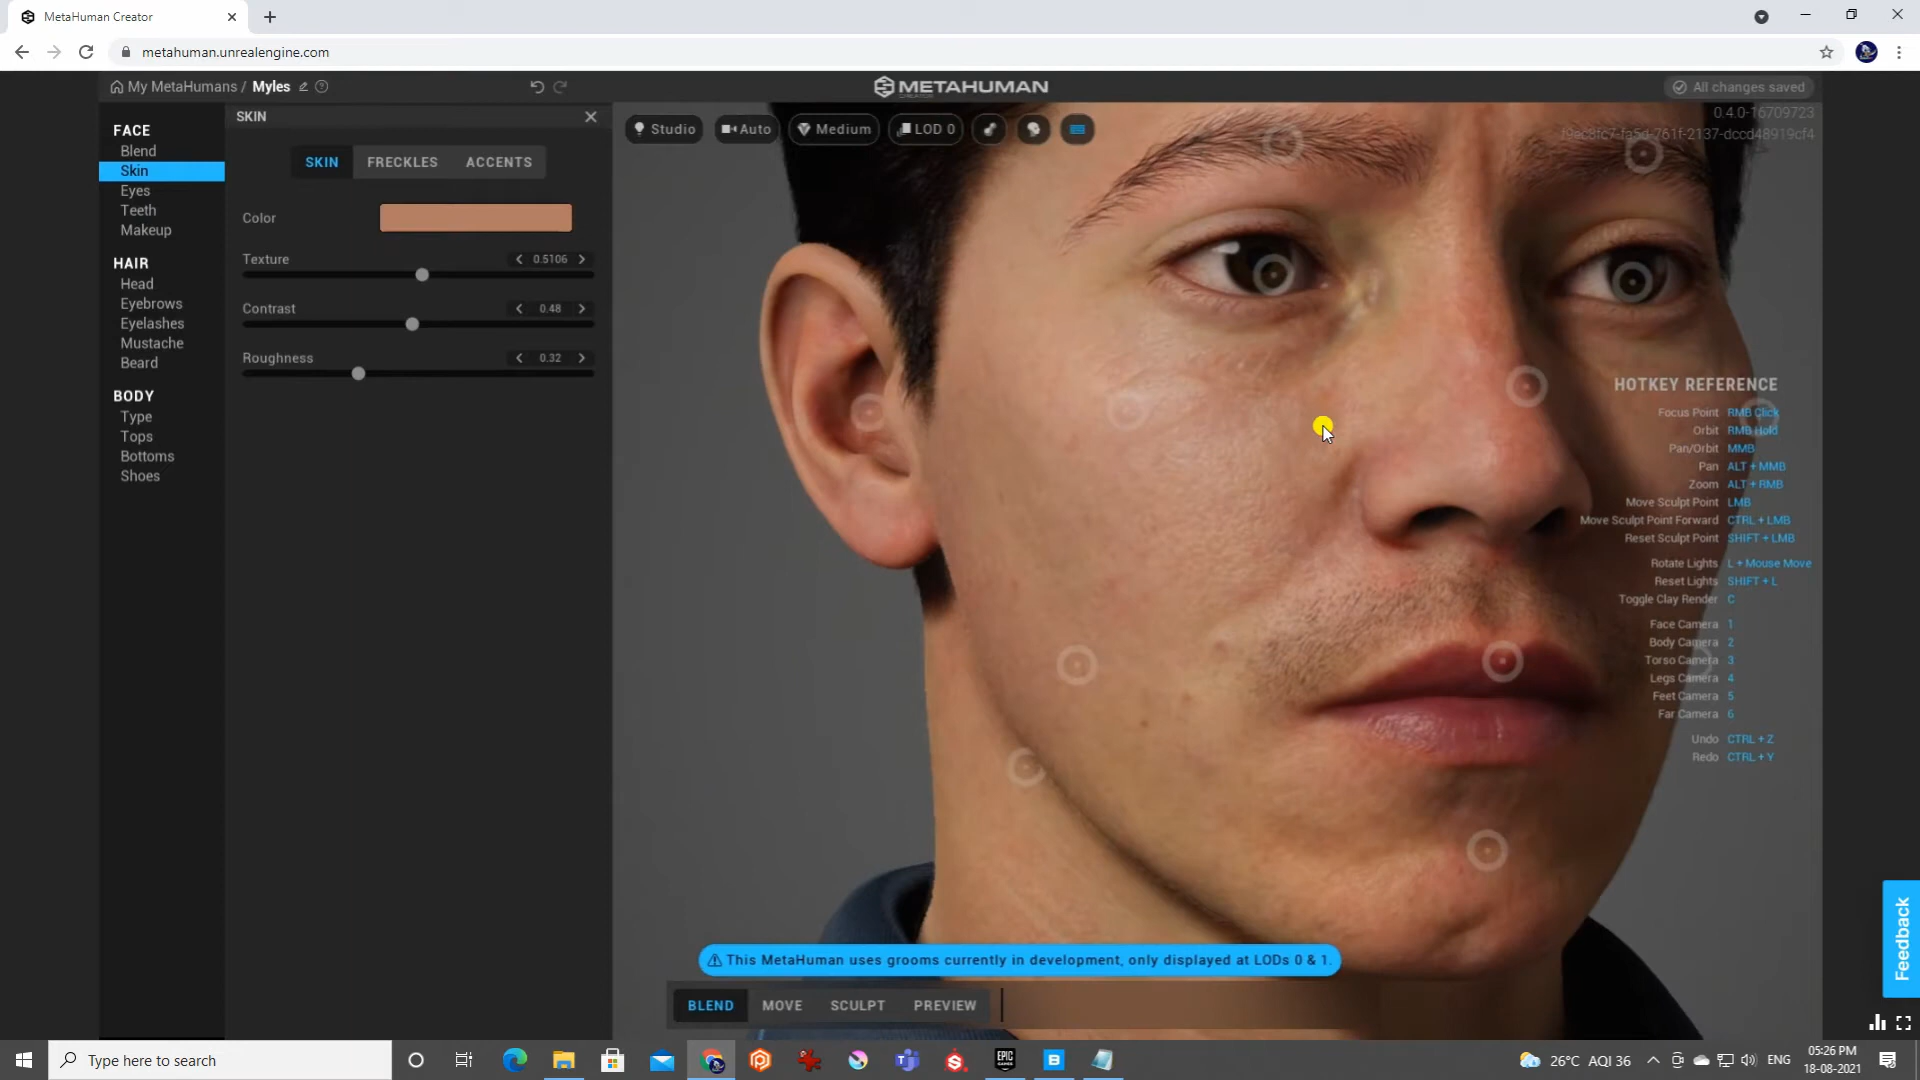 MetaHuman Creator
metahuman.unrealengine.com
My MetaHumans / Myles
METAHUMAN
CREATOR
All changes saved
0.4.0-16709723
FACE
Blend
Skin
Eyes
Teeth
Makeup
HAIR
Head
Eyebrows
Eyelashes
Mustache
Beard
BODY
Type
Tops
Bottoms
Shoes
SKIN
SKIN FRECKLES ACCENTS
Color
Texture 0.5106
Contrast 0.48
Roughness 0.32
Studio Auto Medium LOD 0
HOTKEY REFERENCE
Focus Point RMB Click
Orbit RMB Hold
Pan/Orbit MMB
Pan ALT + MMB
Zoom ALT + RMB
Move Sculpt Point LMB
Move Sculpt Point Forward CTRL + LMB
Reset Sculpt Point SHIFT + LMB
Rotate Lights L + Mouse Move
Reset Lights SHIFT + L
Toggle Clay Render C
Face Camera 1
Body Camera 2
Torso Camera 3
Legs Camera 4
Feet Camera 5
Far Camera 6
Undo CTRL + Z
Redo CTRL + Y
Feedback
This MetaHuman uses grooms currently in development, only displayed at LODs 0 & 1.
BLEND MOVE SCULPT PREVIEW
Type here to search
EPIC
GAMES
26°C AQI 36
ENG
05:26 PM
18-08-2021